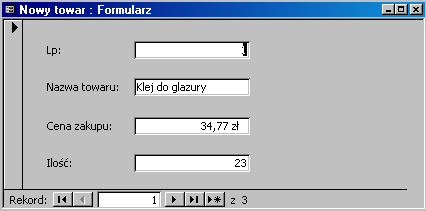 Nowy towar : Formularz
Lp:
Nazwa towaru: Klej do glazury
Cena zakupu: 34,77 zł
Ilość: 23
Rekord: 1 z 3